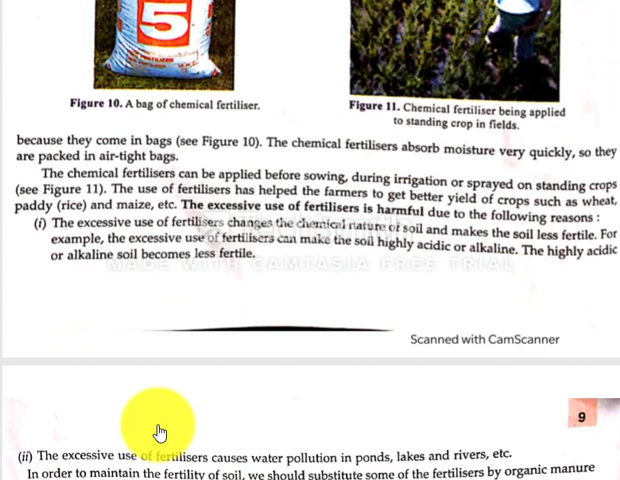 5
Figure 10. A bag of chemical fertiliser.
Figure 11. Chemical fertiliser being applied
to standing crop in fields.
because they come in bags (see Figure 10). The chemical fertilisers absorb moisture very quickly, so they
are packed in air-tight bags.
The chemical fertilisers can be applied before sowing, during irrigation or sprayed on standing crops
(see Figure 11). The use of fertilisers has helped the farmers to get better yield of crops such as wheat,
paddy (rice) and maize, etc. The excessive use of fertilisers is harmful due to the following reasons :
(i) The excessive use of fertilisers changes the chemical nature of soil and makes the soil less fertile. For
example, the excessive use of fertilisers can make the soil highly acidic or alkaline. The highly acidic
or alkaline soil becomes less fertile.
MADE WITH CAMTASIA FREE TRIAL
Scanned with CamScanner
9
(ii) The excessive use of fertilisers causes water pollution in ponds, lakes and rivers, etc.
In order to maintain the fertility of soil, we should substitute some of the fertilisers by organic manure